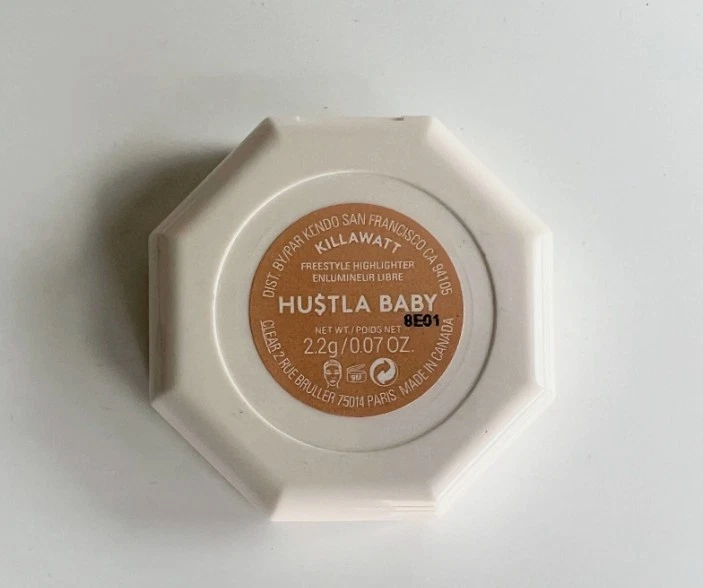 DIST. BY/PAR KENDO SAN FRANCISCO CA 94105
KILLAWATT
FREESTYLE HIGHLIGHTER
ENLUMINEUR LIBRE
HU$TLA BABY
8E01
NET WT./POIDS NET
2.2g/0.07 OZ.
9M
CLEAR 2 RUE BRULLER 75014 PARIS MADE IN CANADA